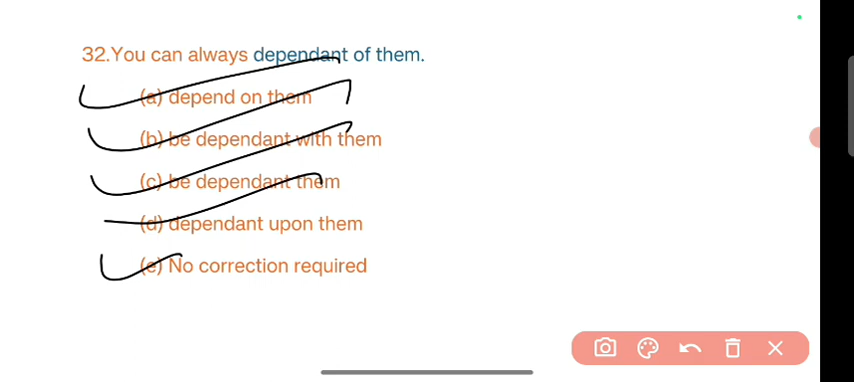 32.You can always dependant of them.
(a) depend on them
(b) be dependant with them
(c) be dependant them
(d) dependant upon them
(e) No correction required